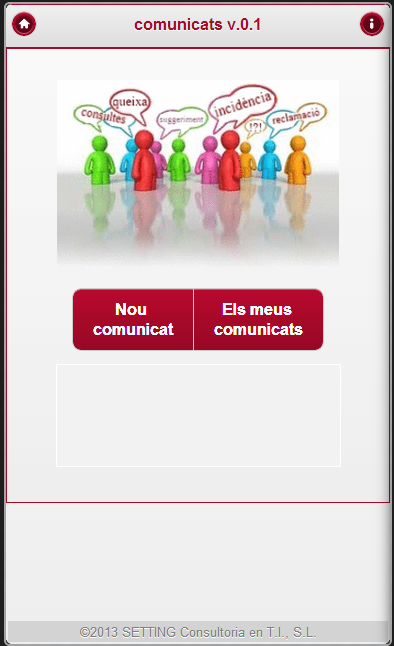 comunicats v.0.1
consultes
queixa
suggeriment
incidència
¿?!
reclamació
Nou
comunicat
Els meus
comunicats
©2013 SETTING Consultoria en T.I., S.L.